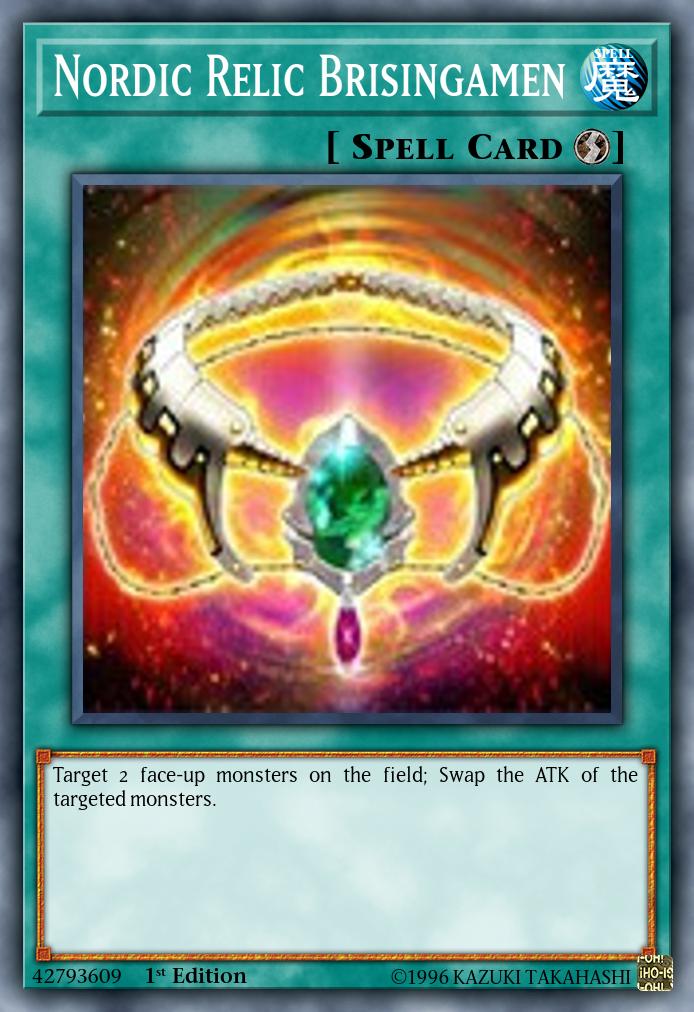 Nordic Relic Brisingamen
SPELL
魔
[ Spell Card ]
Target 2 face-up monsters on the field; Swap the ATK of the
targeted monsters.
42793609 1st Edition ©1996 KAZUKI TAKAHASHI